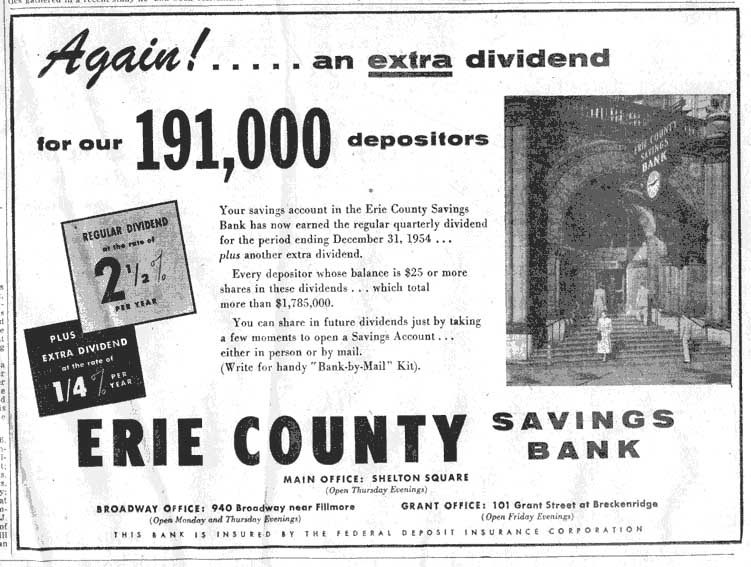 Again! ..... an extra dividend
for our 191,000 depositors
ERIE COUNTY
SAVINGS
BANK
REGULAR DIVIDEND
at the rate of
2 1/2 %
PER YEAR
PLUS
EXTRA DIVIDEND
at the rate of
1/4 % PER
YEAR
Your savings account in the Erie County Savings
Bank has now earned the regular quarterly dividend
for the period ending December 31, 1954 ...
plus another extra dividend.
Every depositor whose balance is $25 or more
shares in these dividends ... which total
more than $1,785,000.
You can share in future dividends just by taking
a few moments to open a Savings Account ...
either in person or by mail.
(Write for handy "Bank-by-Mail" Kit).
ERIE COUNTY SAVINGS
BANK
MAIN OFFICE: SHELTON SQUARE
(Open Thursday Evenings)
BROADWAY OFFICE: 940 Broadway near Fillmore
(Open Monday and Thursday Evenings)
GRANT OFFICE: 101 Grant Street at Breckenridge
(Open Friday Evenings)
THIS BANK IS INSURED BY THE FEDERAL DEPOSIT INSURANCE CORPORATION